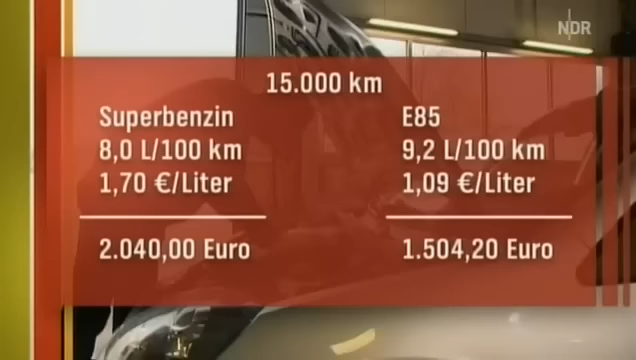 NDR
15.000 km
Superbenzin
8,0 L/100 km
1,70 €/Liter
2.040,00 Euro
E85
9,2 L/100 km
1,09 €/Liter
1.504,20 Euro